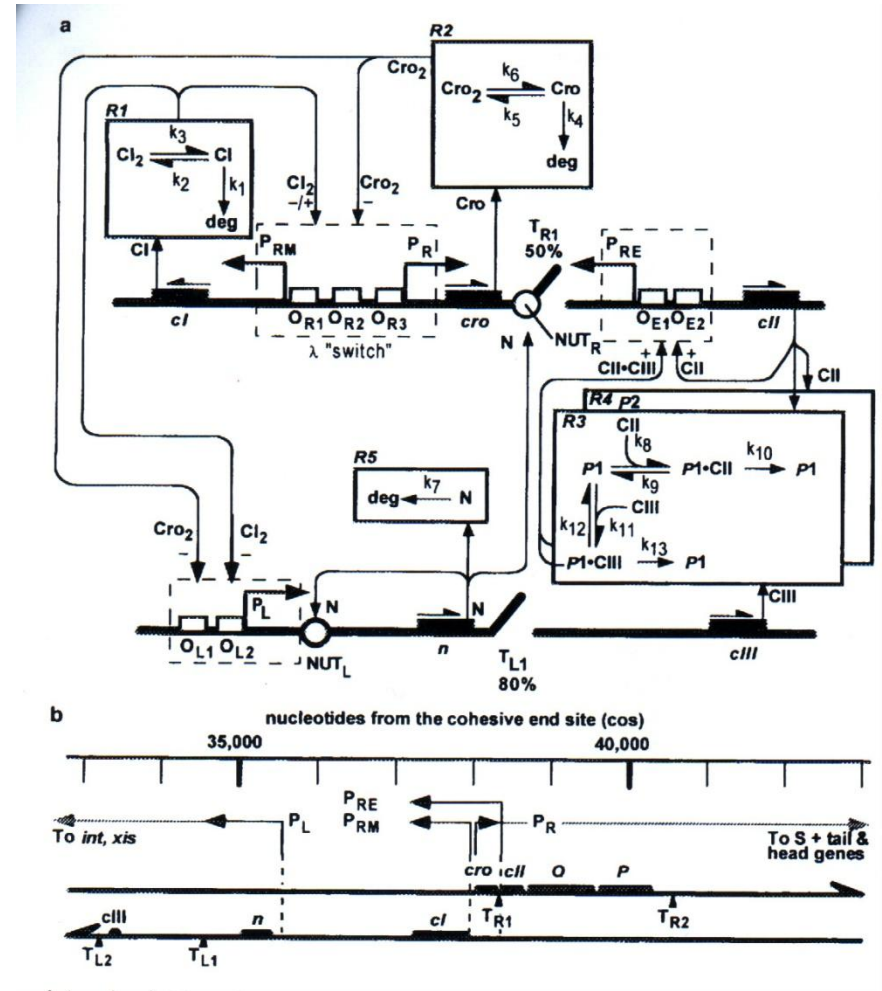 a
R2
Cro2
k6
Cro2 Cro
k5
k4
deg
R1
k3
CI2 CI
k2
k1
deg
CI2
–/+
Cro2
–
Cro
CI
PRM
PR
TR1
50%
PRE
OR1 OR2 OR3
cI
cro
λ "switch"
N
NUTR
OE1 OE2
cII
+ +
CII•CIII CII
CII
R4 P2
R3
CII
k8
k10
P1 P1•CII P1
k9
k12 k11
CIII
k13
P1•CIII P1
CIII
R5
k7
deg N
Cro2 CI2
– –
PL
N
N
OL1 OL2
NUTL
n
TL1
80%
cIII
b
nucleotides from the cohesive end site (cos)
35,000 40,000
PRE
PL PRM PR
To int, xis
To S + tail &
head genes
cro cII O P
TR1 TR2
cIII n cI
TL2 TL1